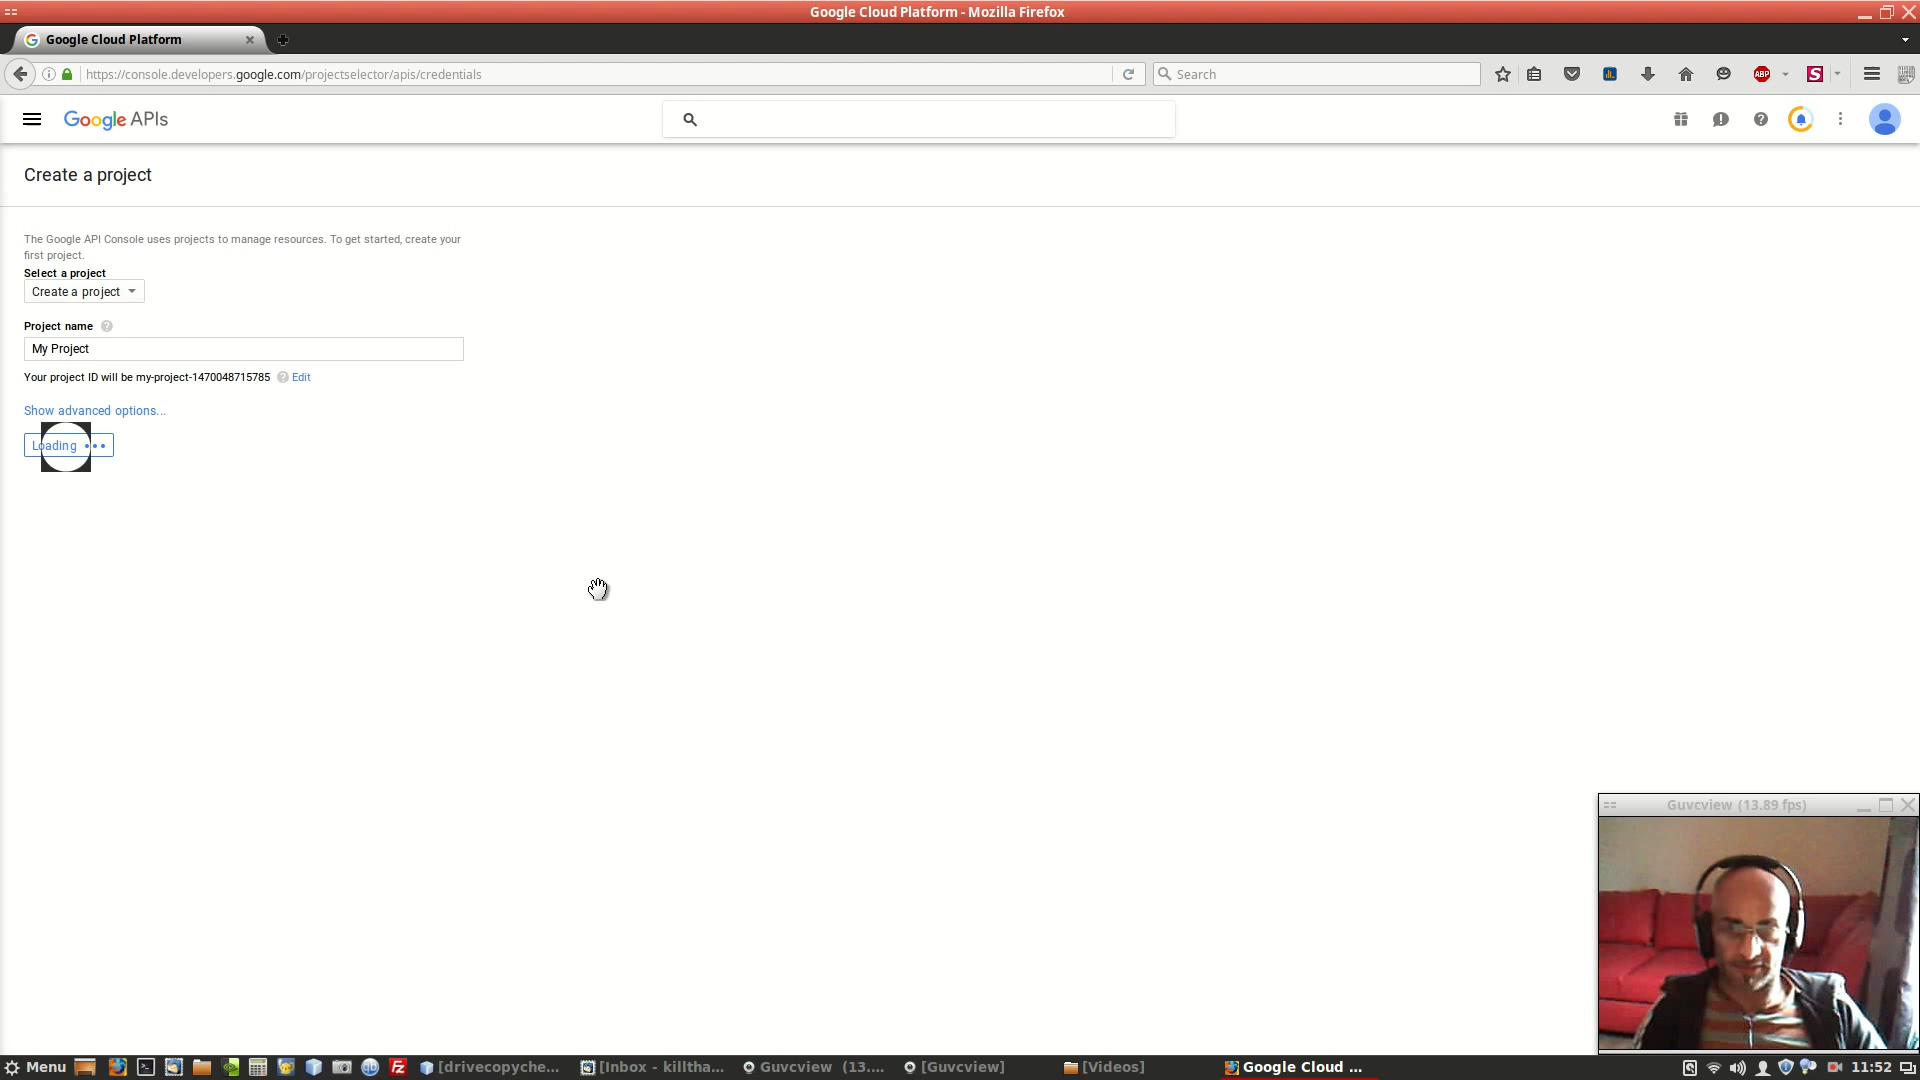 Google Cloud Platform - Mozilla Firefox
Google Cloud Platform
https://console.developers.google.com/projectselector/apis/credentials
Search
ABP
S
Google APIs
Create a project
The Google API Console uses projects to manage resources. To get started, create your
first project.
Select a project
Create a project
Project name
My Project
Your project ID will be my-project-1470048715785
Edit
Show advanced options...
Loading
Guvcview (13.89 fps)
Menu
qb
FZ
[drivecopyche...
[Inbox - killtha...
Guvcview (13....
[Guvcview]
[Videos]
Google Cloud ...
11:52